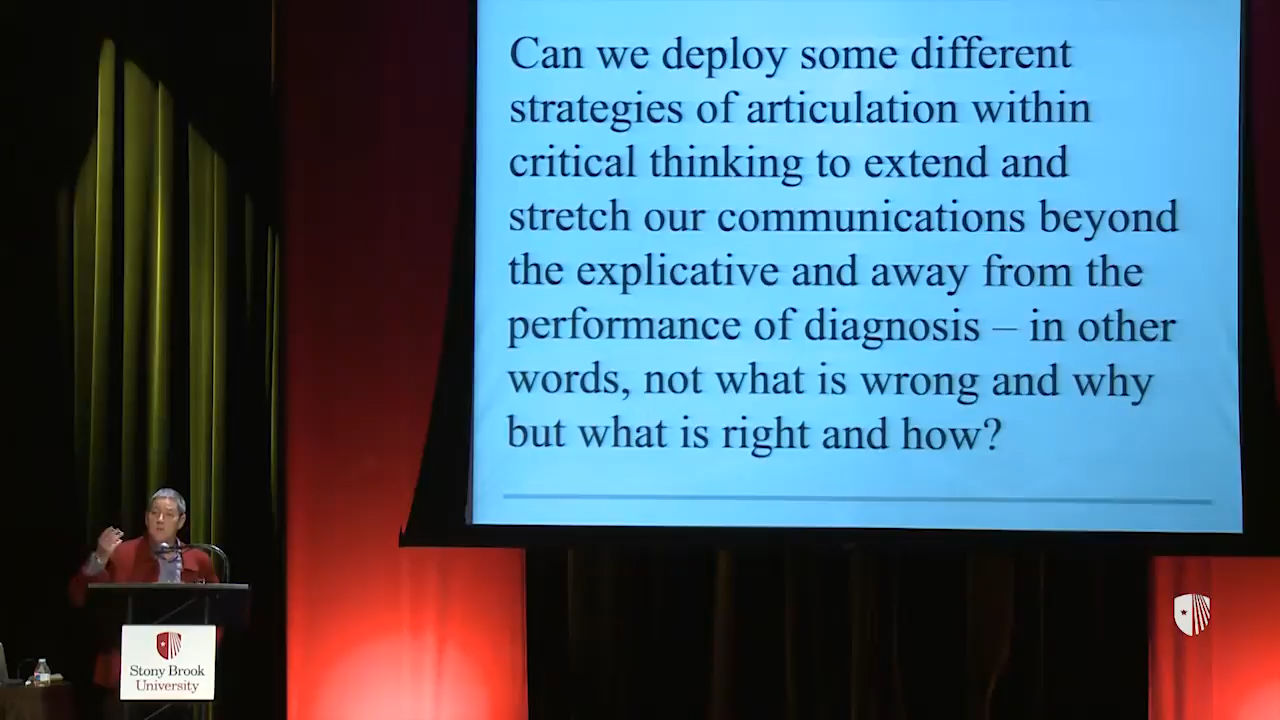 Can we deploy some different
strategies of articulation within
critical thinking to extend and
stretch our communications beyond
the explicative and away from the
performance of diagnosis – in other
words, not what is wrong and why
but what is right and how?
Stony Brook
University